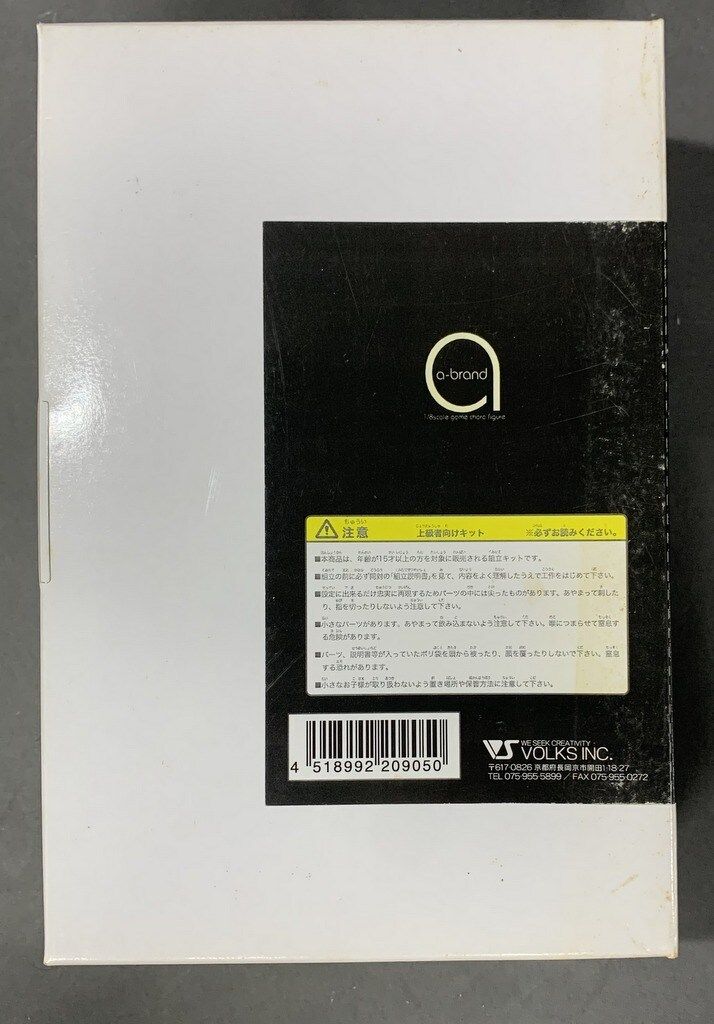 a-brand
1/8scale game chara figure
ちゅうい
注意 上級者向けキット ※必ずお読みください。
■本商品は、年齢が15才以上の方を対象に販売される組立キットです。
■組立の前に必ず同封の「組立説明書」を見て、内容をよく理解したうえで工作をはじめて下さい。
■設定に出来るだけ忠実に再現するためパーツの中には尖ったものがあります。あやまって刺した
り、指を切ったりしないよう注意して下さい。
■小さなパーツがあります。あやまって飲み込まないよう注意して下さい。喉につまらせて窒息す
る危険があります。
■パーツ、説明書等が入っていたポリ袋を頭から被ったり、顔を覆ったりしないで下さい。窒息
する恐れがあります。
■小さなお子様が取り扱わないよう置き場所や保管方法に注意して下さい。
4 518992 209050
VS WE SEEK CREATIVITY
VOLKS INC.
〒617-0826 京都府長岡京市開田1-18-27
TEL 075-955-5899 / FAX 075-955-0272